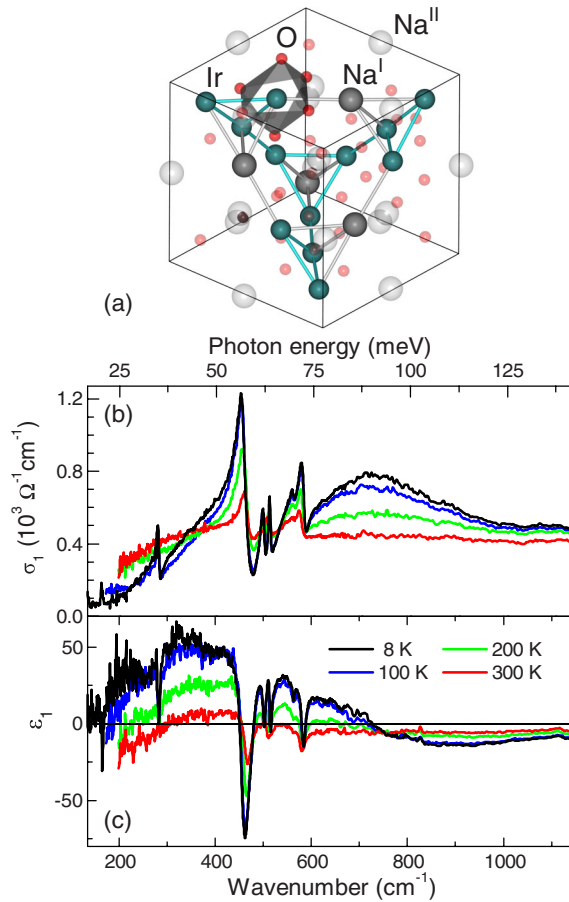 Na^II
O
Ir
Na^I
(a)
Photon energy (meV)
25 50 75 100 125
(b)
1.2
0.8
0.4
0.0
σ₁ (10³ Ω⁻¹cm⁻¹)
50
0
-50
ε₁
8 K 200 K
100 K 300 K
(c)
200 400 600 800 1000
Wavenumber (cm⁻¹)